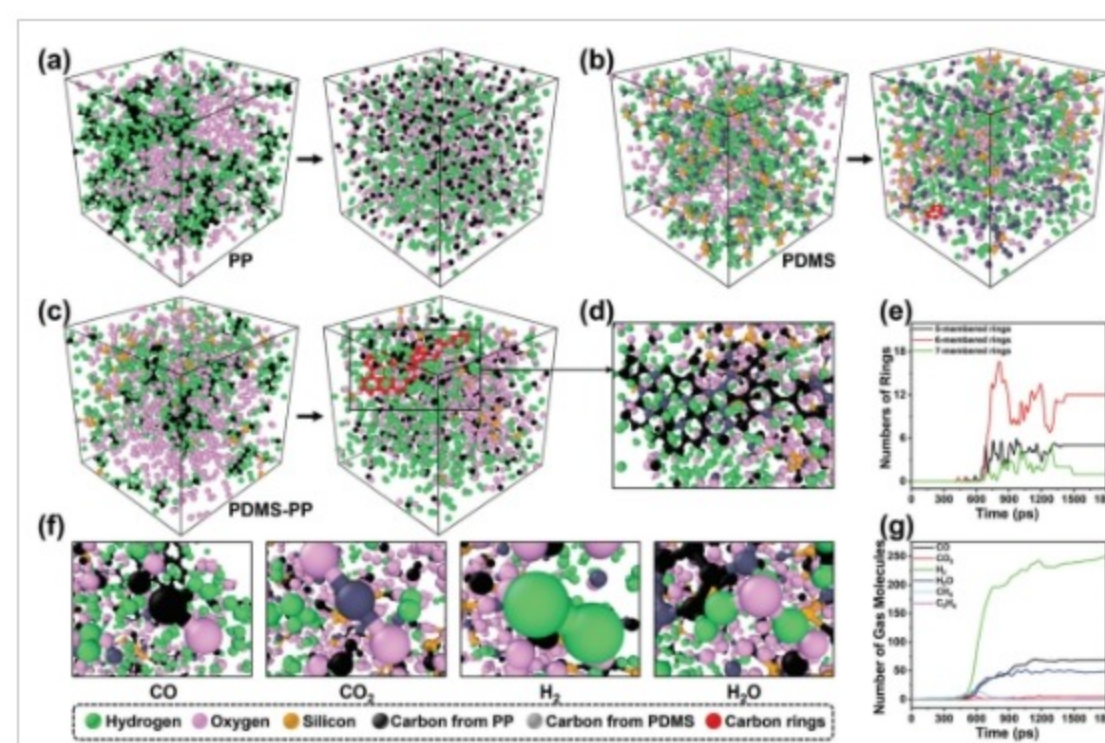 (a)
PP
(b)
PDMS
(c)
PDMS-PP
(d)
(e)
5-membered rings
6-membered rings
7-membered rings
Numbers of Rings
18
12
6
0
0 300 600 900 1200 1500 1800
Time (ps)
(f)
CO
CO₂
H₂
H₂O
(g)
CO
CO₂
H₂
H₂O
CH₄
Number of Gas Molecules
250
200
150
100
50
0
0 300 600 900 1200 1500 1800
Time (ps)
Hydrogen Oxygen Silicon Carbon from PP Carbon from PDMS Carbon rings